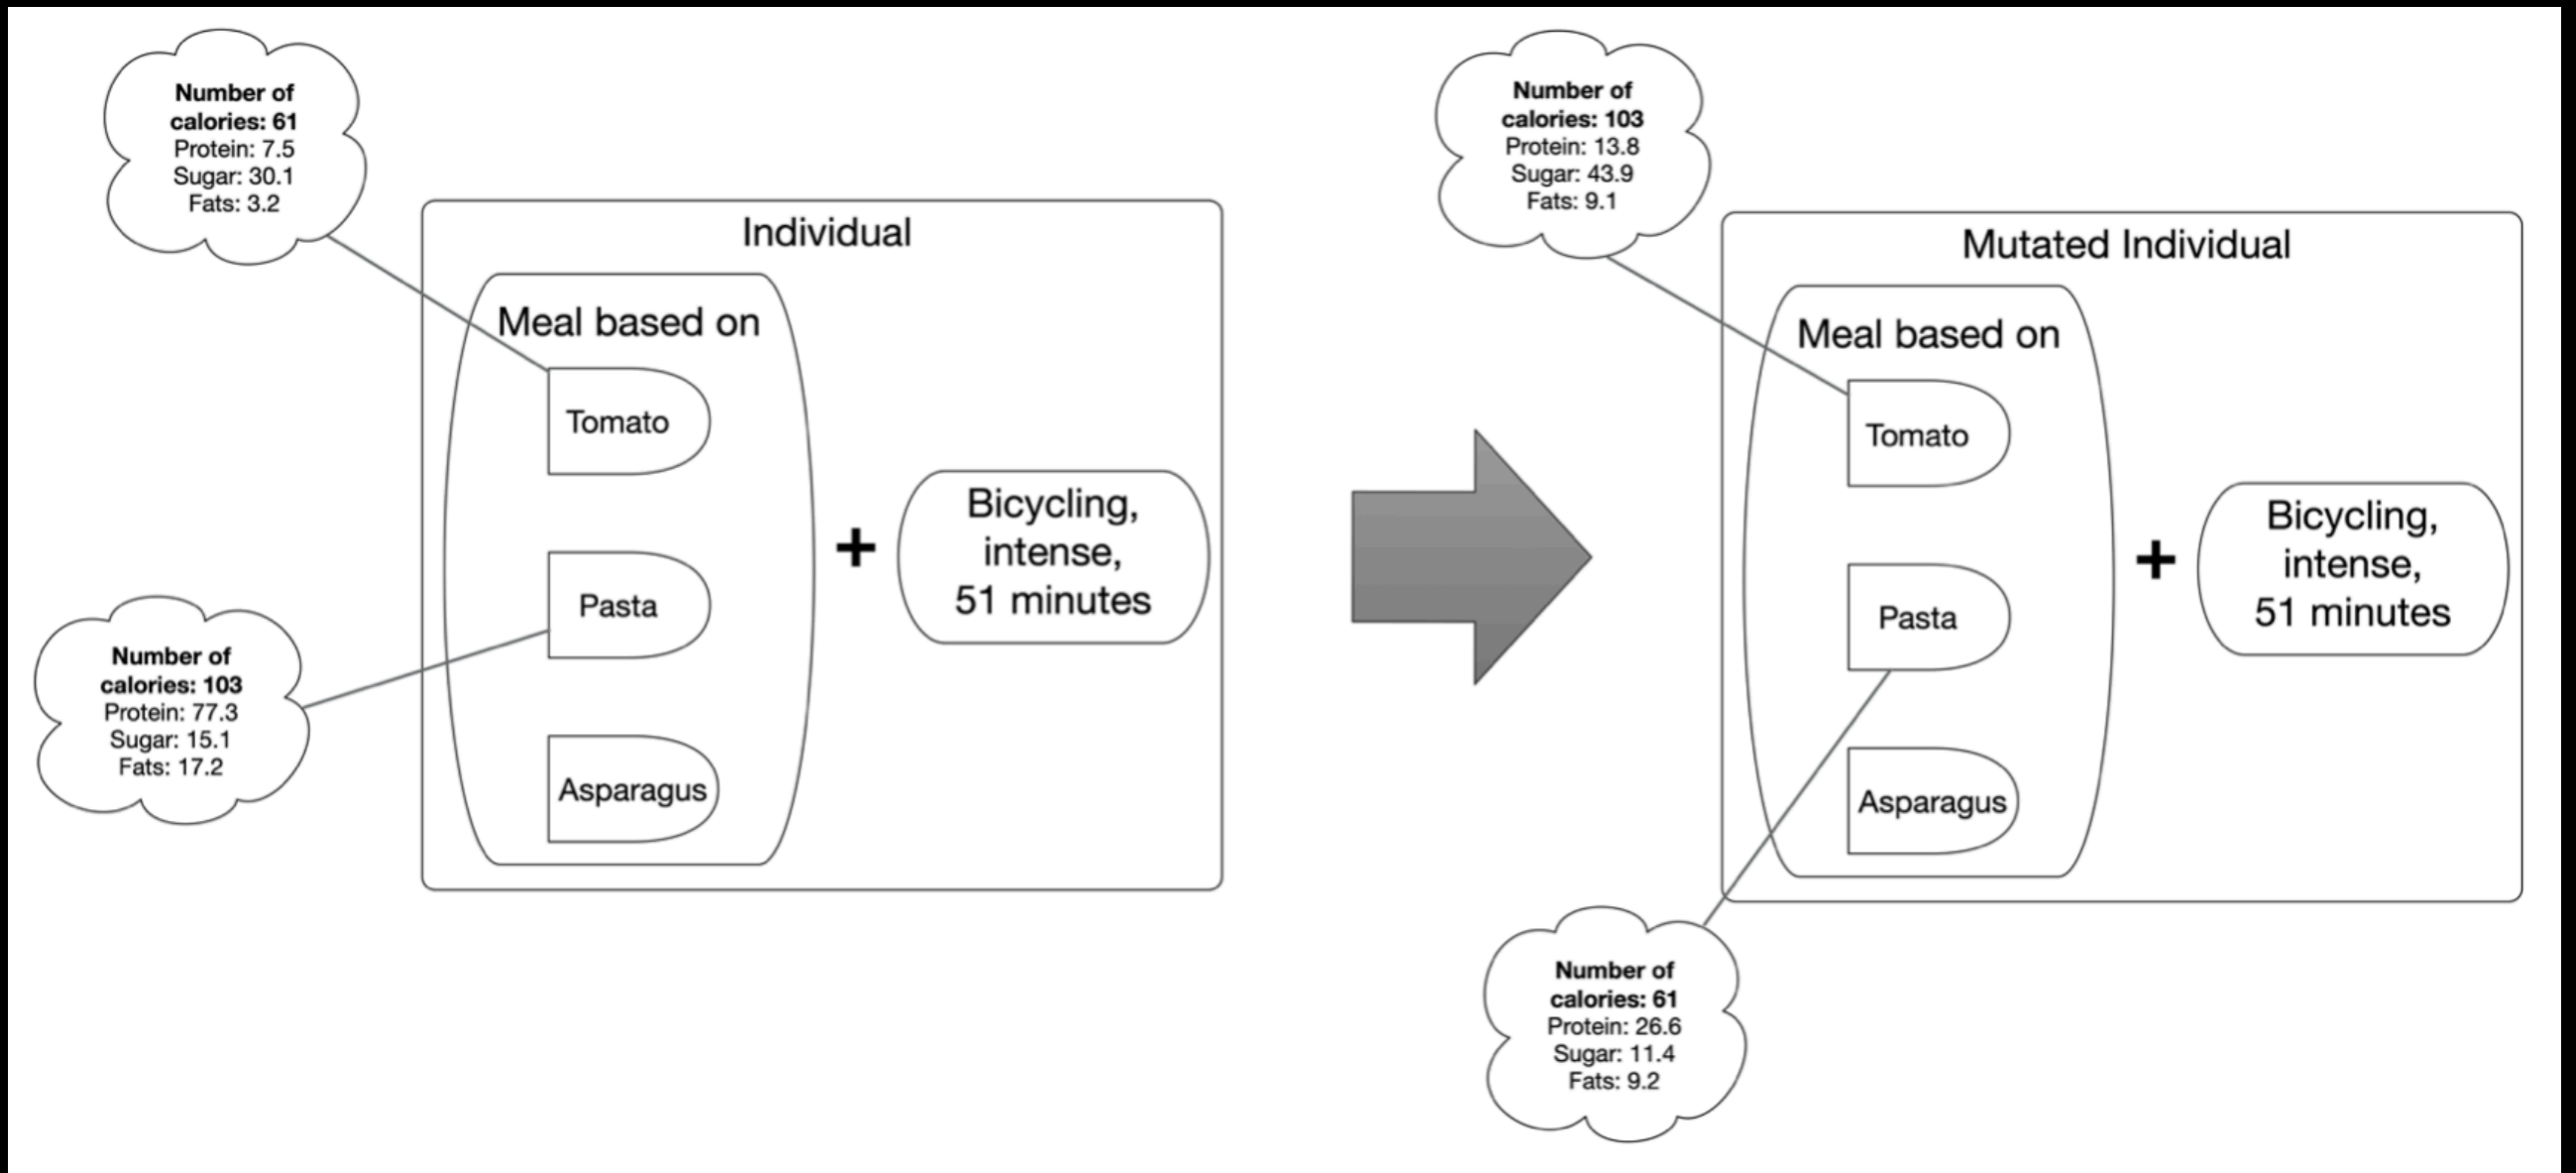 Number of
calories: 61
Protein: 7.5
Sugar: 30.1
Fats: 3.2
Individual
Meal based on
Tomato
Pasta
Asparagus
+
Bicycling,
intense,
51 minutes
Number of
calories: 103
Protein: 77.3
Sugar: 15.1
Fats: 17.2
Number of
calories: 103
Protein: 13.8
Sugar: 43.9
Fats: 9.1
Mutated Individual
Meal based on
Tomato
Pasta
Asparagus
+
Bicycling,
intense,
51 minutes
Number of
calories: 61
Protein: 26.6
Sugar: 11.4
Fats: 9.2